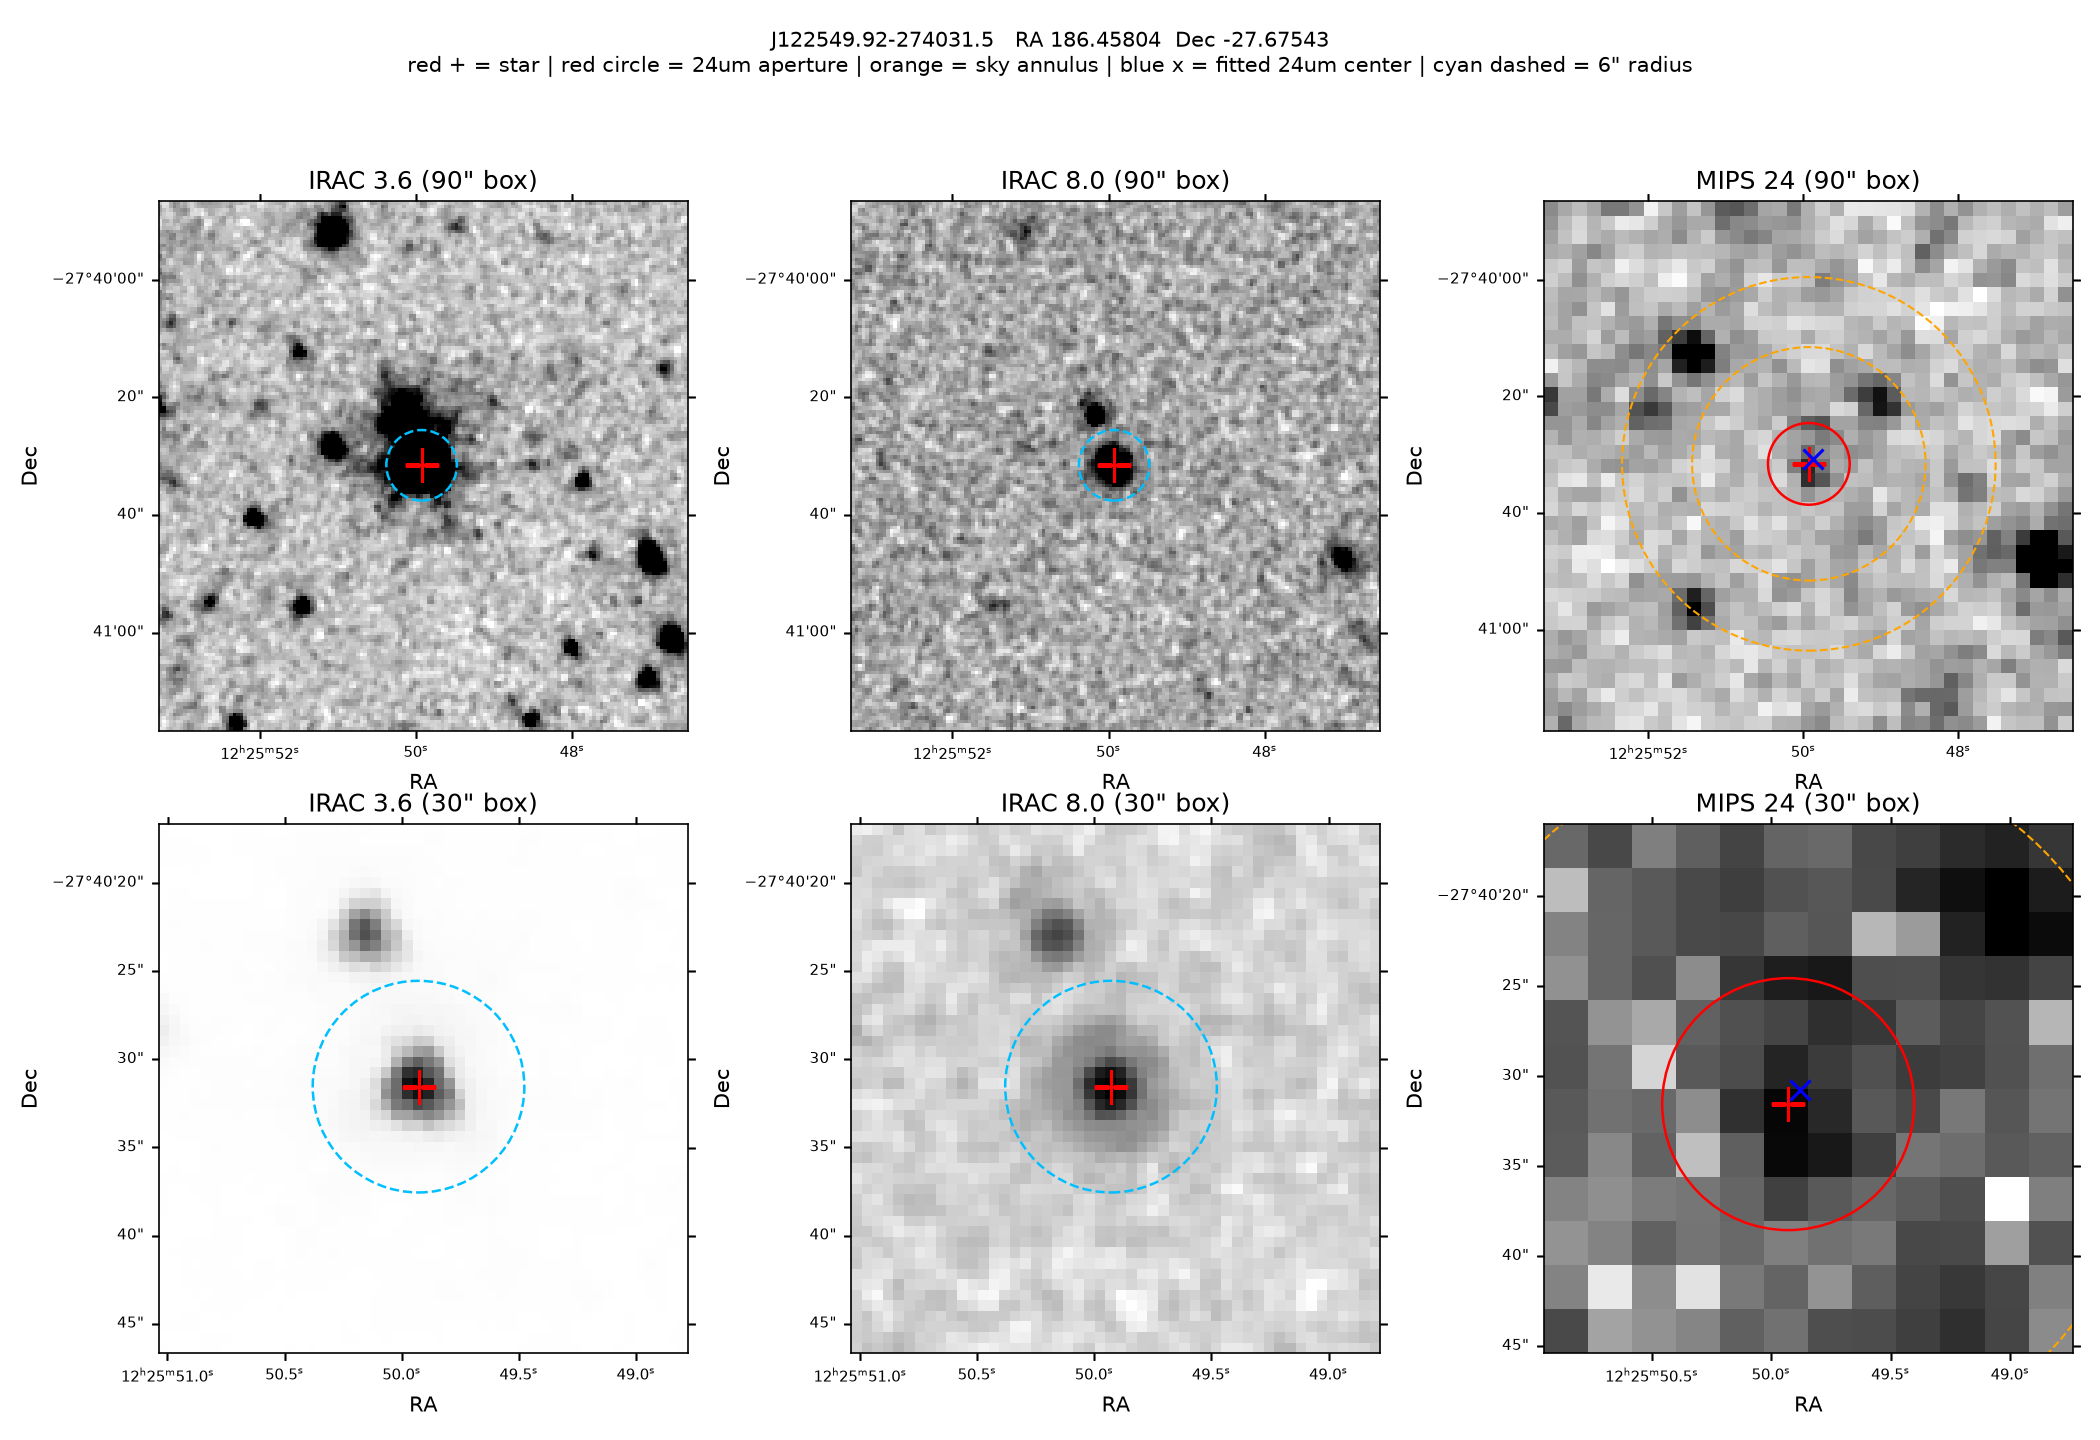 J122549.92-274031.5   RA 186.45804  Dec -27.67543
red + = star | red circle = 24um aperture | orange = sky annulus | blue x = fitted 24um center | cyan dashed = 6" radius
IRAC 3.6 (90" box)
−27°40'00"
20"
40"
41'00"
Dec
12ʰ25ᵐ52ˢ
50ˢ
48ˢ
RA
IRAC 8.0 (90" box)
−27°40'00"
20"
40"
41'00"
Dec
12ʰ25ᵐ52ˢ
50ˢ
48ˢ
RA
MIPS 24 (90" box)
−27°40'00"
20"
40"
41'00"
Dec
12ʰ25ᵐ52ˢ
50ˢ
48ˢ
RA
IRAC 3.6 (30" box)
−27°40'20"
25"
30"
35"
40"
45"
Dec
12ʰ25ᵐ51.0ˢ
50.5ˢ
50.0ˢ
49.5ˢ
49.0ˢ
RA
IRAC 8.0 (30" box)
−27°40'20"
25"
30"
35"
40"
45"
Dec
12ʰ25ᵐ51.0ˢ
50.5ˢ
50.0ˢ
49.5ˢ
49.0ˢ
RA
MIPS 24 (30" box)
−27°40'20"
25"
30"
35"
40"
45"
Dec
12ʰ25ᵐ50.5ˢ
50.0ˢ
49.5ˢ
49.0ˢ
RA